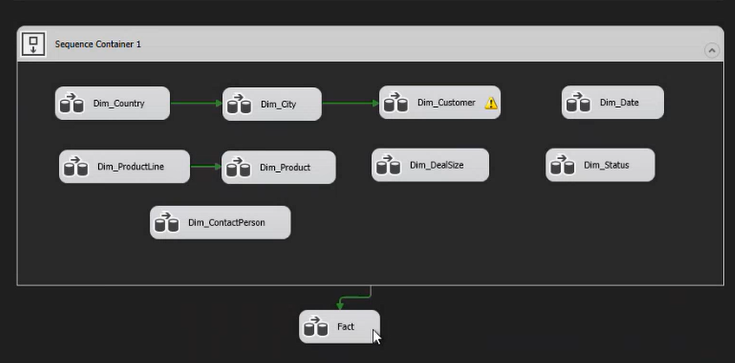 Sequence Container 1
Dim_Country
Dim_City
Dim_Customer
Dim_Date
Dim_ProductLine
Dim_Product
Dim_DealSize
Dim_Status
Dim_ContactPerson
Fact